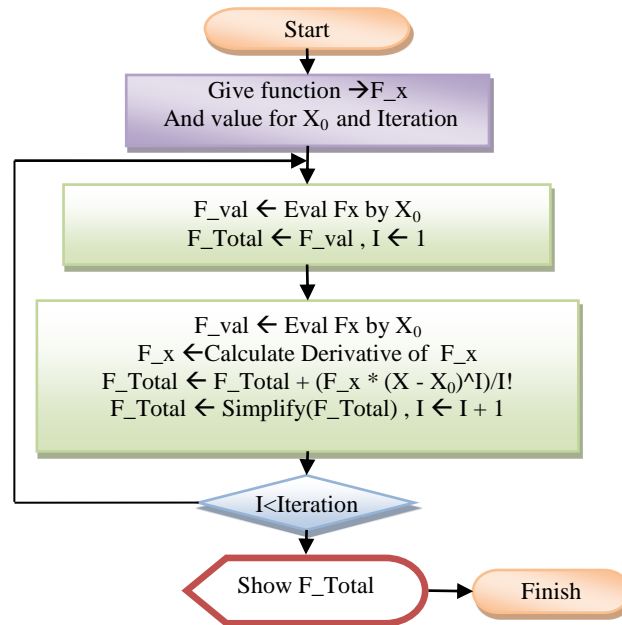 Start
Give function →F_x
And value for X₀ and Iteration
F_val ← Eval Fx by X₀
F_Total ← F_val , I ← 1
F_val ← Eval Fx by X₀
F_x ←Calculate Derivative of F_x
F_Total ← F_Total + (F_x * (X - X₀)^I)/I!
F_Total ← Simplify(F_Total) , I ← I + 1
I<Iteration
Show F_Total
Finish